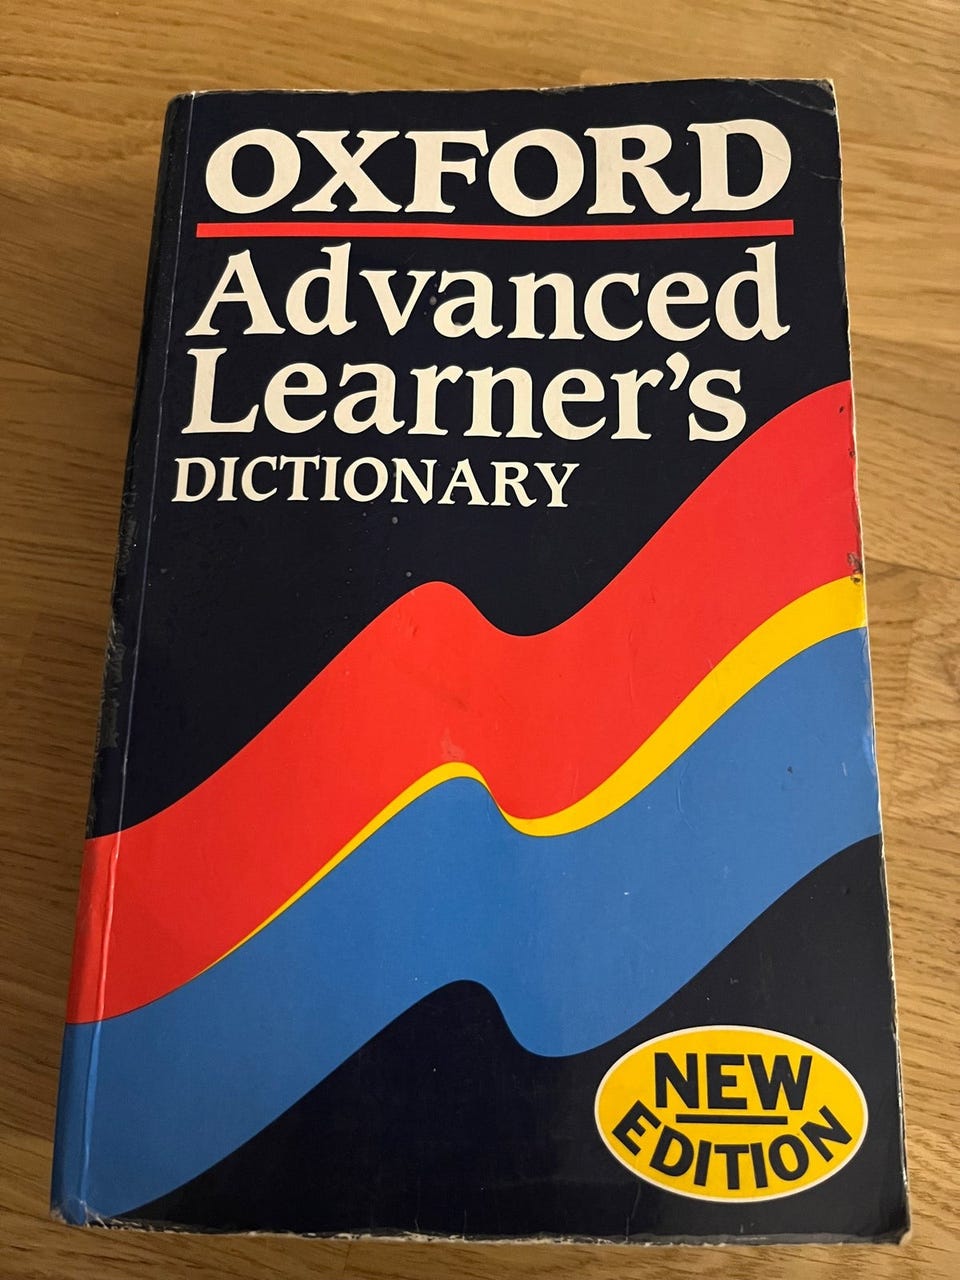 OXFORD
Advanced
Learner's
DICTIONARY
NEW
EDITION